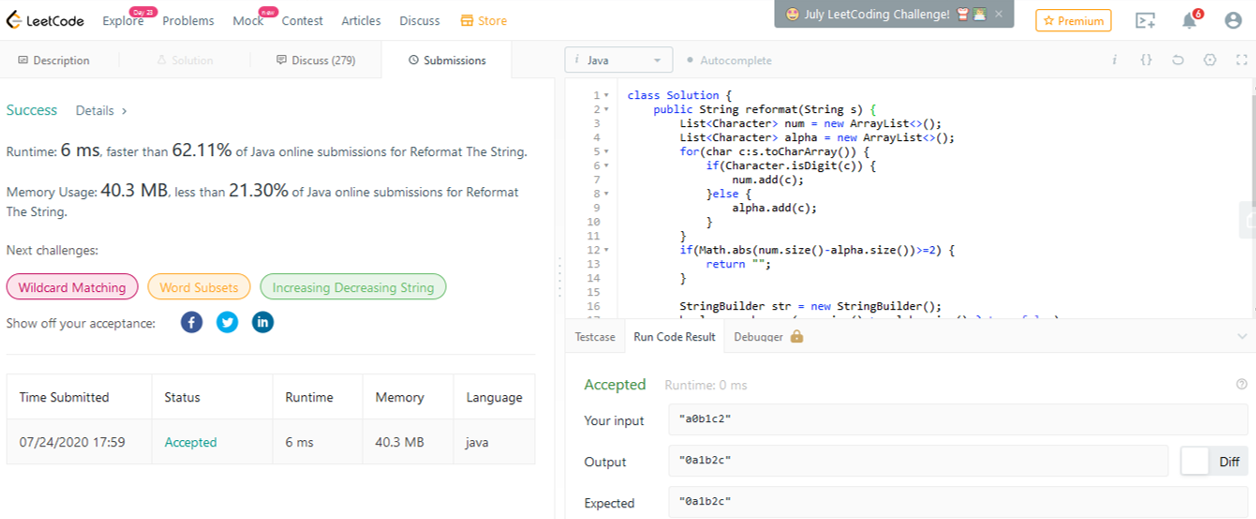 LeetCode Explore Day 23 Problems Mock new Contest Articles Discuss Store July LeetCoding Challenge! × Premium 6
Description Solution Discuss (279) Submissions
Success Details >
Runtime: 6 ms, faster than 62.11% of Java online submissions for Reformat The String.
Memory Usage: 40.3 MB, less than 21.30% of Java online submissions for Reformat
The String.
Next challenges:
Wildcard Matching Word Subsets Increasing Decreasing String
Show off your acceptance: f in
Time Submitted Status Runtime Memory Language
07/24/2020 17:59 Accepted 6 ms 40.3 MB java
i Java Autocomplete i {}
1 class Solution {
2 public String reformat(String s) {
3 List<Character> num = new ArrayList<>();
4 List<Character> alpha = new ArrayList<>();
5 for(char c:s.toCharArray()) {
6 if(Character.isDigit(c)) {
7 num.add(c);
8 }else {
9 alpha.add(c);
10 }
11 }
12 if(Math.abs(num.size()-alpha.size())>=2) {
13 return "";
14 }
15
16 StringBuilder str = new StringBuilder();
Testcase Run Code Result Debugger
Accepted Runtime: 0 ms
Your input "a0b1c2"
Output "0a1b2c" Diff
Expected "0a1b2c"